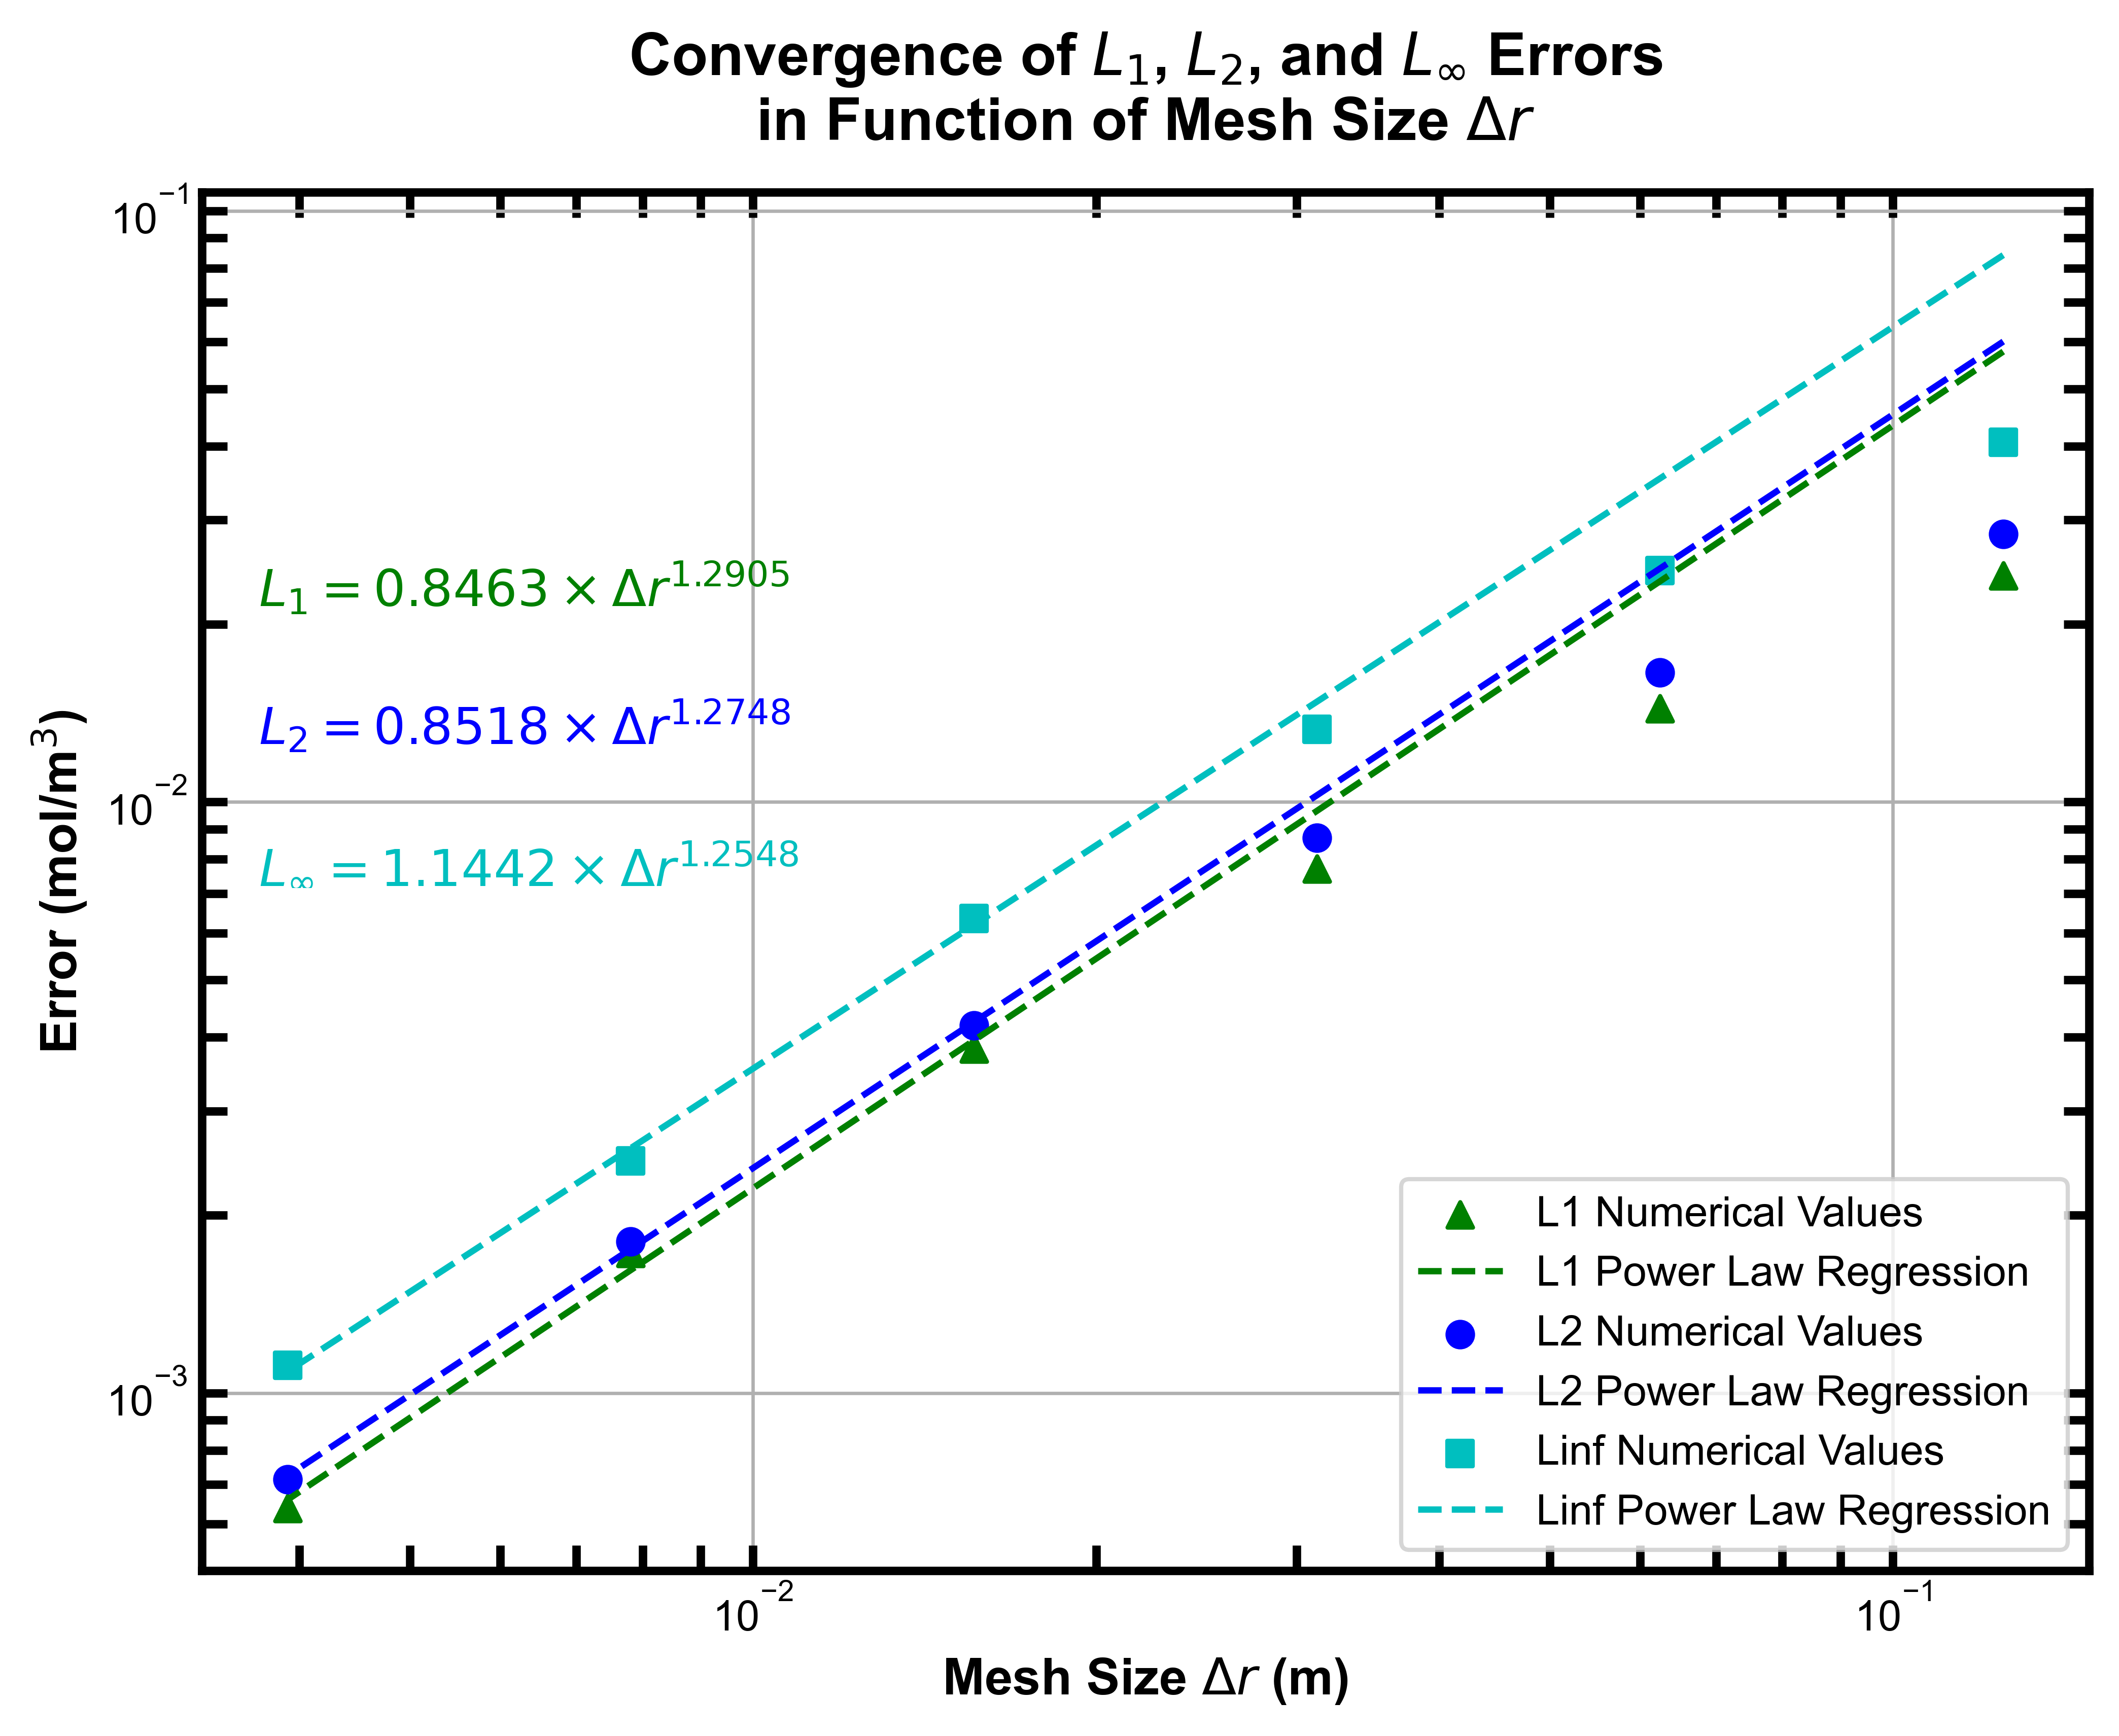 Convergence of L₁, L₂, and L∞ Errors
in Function of Mesh Size Δr
10⁻¹
10⁻²
10⁻³
Error (mol/m³)
L₁ = 0.8463 × Δr¹·²⁹⁰⁵
L₂ = 0.8518 × Δr¹·²⁷⁴⁸
L∞ = 1.1442 × Δr¹·²⁵⁴⁸
L1 Numerical Values
L1 Power Law Regression
L2 Numerical Values
L2 Power Law Regression
Linf Numerical Values
Linf Power Law Regression
10⁻² 10⁻¹
Mesh Size Δr (m)